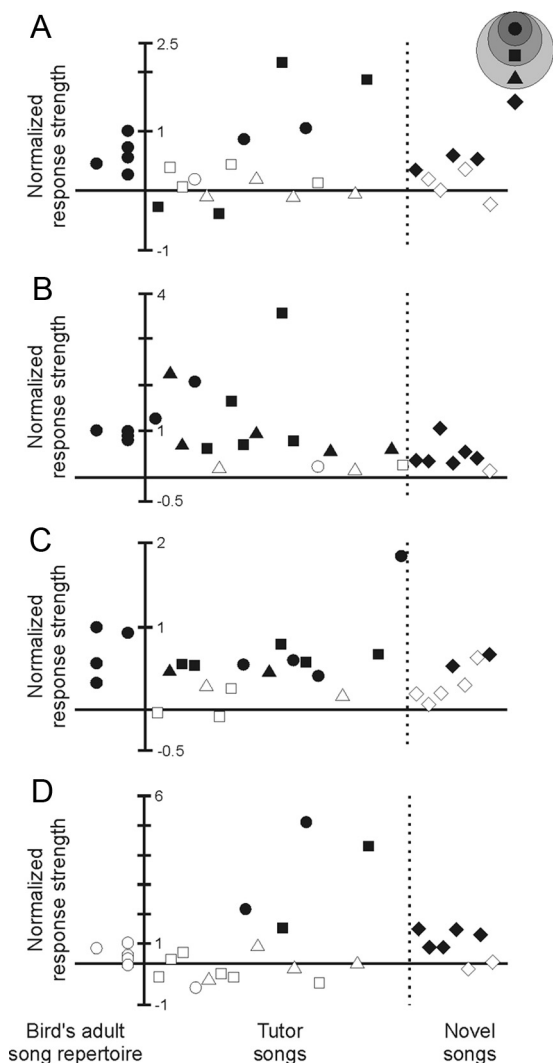 A
2.5
1
-1
Normalized
response strength
B
4
1
-0.5
Normalized
response strength
C
2
1
-0.5
Normalized
response strength
D
6
1
-1
Normalized
response strength
Bird's adult
song repertoire
Tutor
songs
Novel
songs